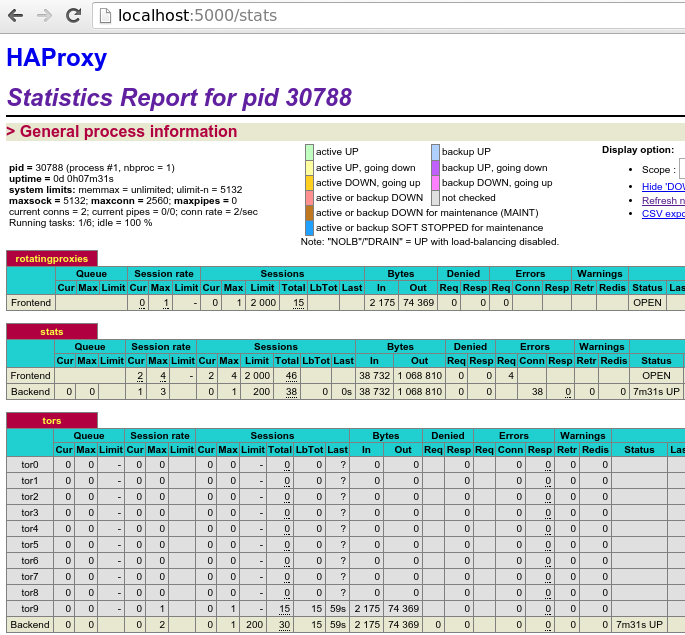 localhost:5000/stats
HAProxy
Statistics Report for pid 30788
> General process information
pid = 30788 (process #1, nbproc = 1)
uptime = 0d 0h07m31s
system limits: memmax = unlimited; ulimit-n = 5132
maxsock = 5132; maxconn = 2560; maxpipes = 0
current conns = 2; current pipes = 0/0; conn rate = 2/sec
Running tasks: 1/6; idle = 100 %
active UP backup UP
active UP, going down backup UP, going down
active DOWN, going up backup DOWN, going up
active or backup DOWN not checked
active or backup DOWN for maintenance (MAINT)
active or backup SOFT STOPPED for maintenance
Note: "NOLB"/"DRAIN" = UP with load-balancing disabled.
Display option:
Scope :
Hide 'DO
Refresh n
CSV expo
rotatingproxies
Queue Session rate Sessions Bytes Denied Errors Warnings
Cur Max Limit Cur Max Limit Cur Max Limit Total LbTot Last In Out Req Resp Req Conn Resp Retr Redis Status Las
Frontend 0 1 - 0 1 2 000 15 2 175 74 369 0 0 0 OPEN
stats
Queue Session rate Sessions Bytes Denied Errors Warnings
Cur Max Limit Cur Max Limit Cur Max Limit Total LbTot Last In Out Req Resp Req Conn Resp Retr Redis Status
Frontend 2 4 - 2 4 2 000 46 38 732 1 068 810 0 0 4 OPEN
Backend 0 0 1 3 0 1 200 38 0 0s 38 732 1 068 810 0 0 38 0 0 0 7m31s UP
tors
Queue Session rate Sessions Bytes Denied Errors Warnings
Cur Max Limit Cur Max Limit Cur Max Limit Total LbTot Last In Out Req Resp Req Conn Resp Retr Redis Status Las
tor0 0 0 - 0 0 0 0 - 0 0 ? 0 0 0 0 0 0 0
tor1 0 0 - 0 0 0 0 - 0 0 ? 0 0 0 0 0 0 0
tor2 0 0 - 0 0 0 0 - 0 0 ? 0 0 0 0 0 0 0
tor3 0 0 - 0 0 0 0 - 0 0 ? 0 0 0 0 0 0 0
tor4 0 0 - 0 0 0 0 - 0 0 ? 0 0 0 0 0 0 0
tor5 0 0 - 0 0 0 0 - 0 0 ? 0 0 0 0 0 0 0
tor6 0 0 - 0 0 0 0 - 0 0 ? 0 0 0 0 0 0 0
tor7 0 0 - 0 0 0 0 - 0 0 ? 0 0 0 0 0 0 0
tor8 0 0 - 0 0 0 0 - 0 0 ? 0 0 0 0 0 0 0
tor9 0 0 - 0 1 0 1 - 15 15 59s 2 175 74 369 0 0 0 0 0
Backend 0 0 0 2 0 1 200 30 15 59s 2 175 74 369 0 0 0 0 0 0 7m31s UP